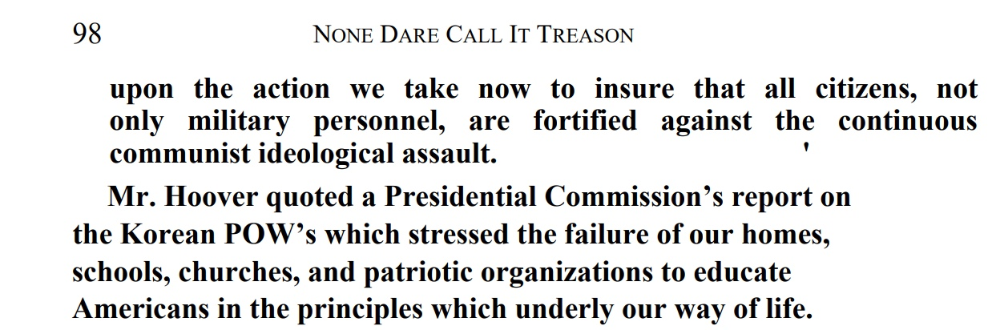 98 NONE DARE CALL IT TREASON
upon the action we take now to insure that all citizens, not
only military personnel, are fortified against the continuous
communist ideological assault. '
Mr. Hoover quoted a Presidential Commission’s report on
the Korean POW’s which stressed the failure of our homes,
schools, churches, and patriotic organizations to educate
Americans in the principles which underly our way of life.